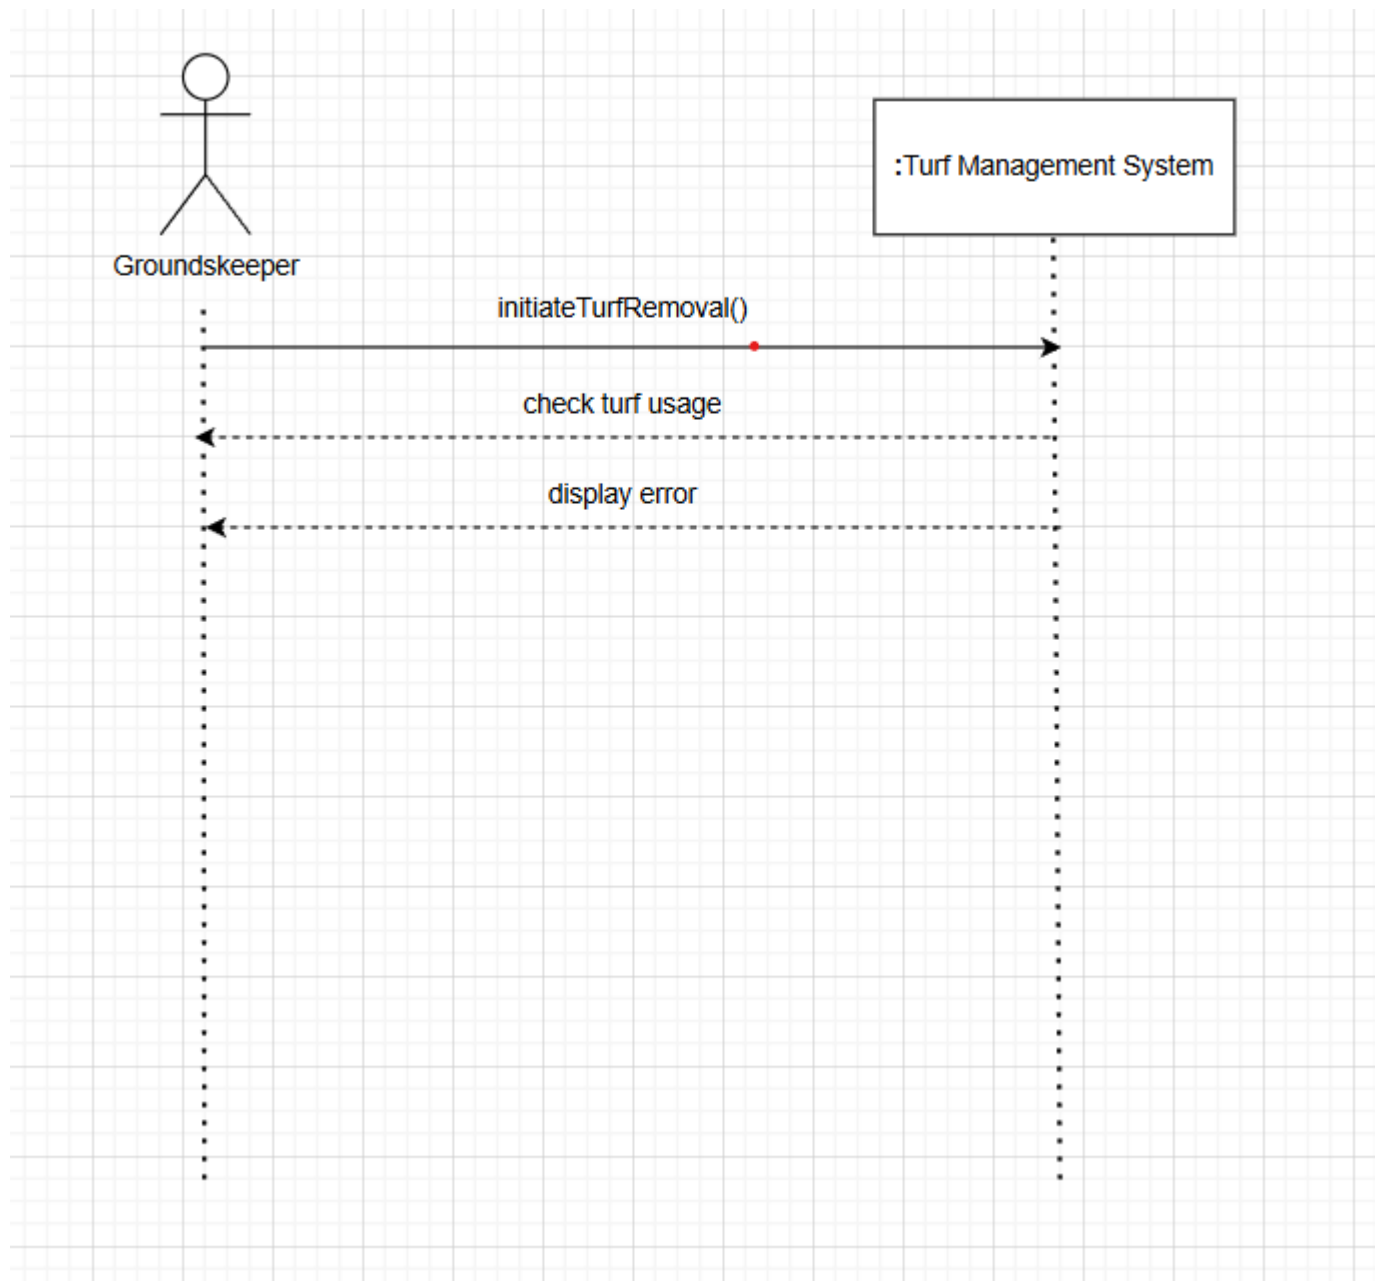 :Turf Management System
Groundskeeper
initiateTurfRemoval()
check turf usage
display error